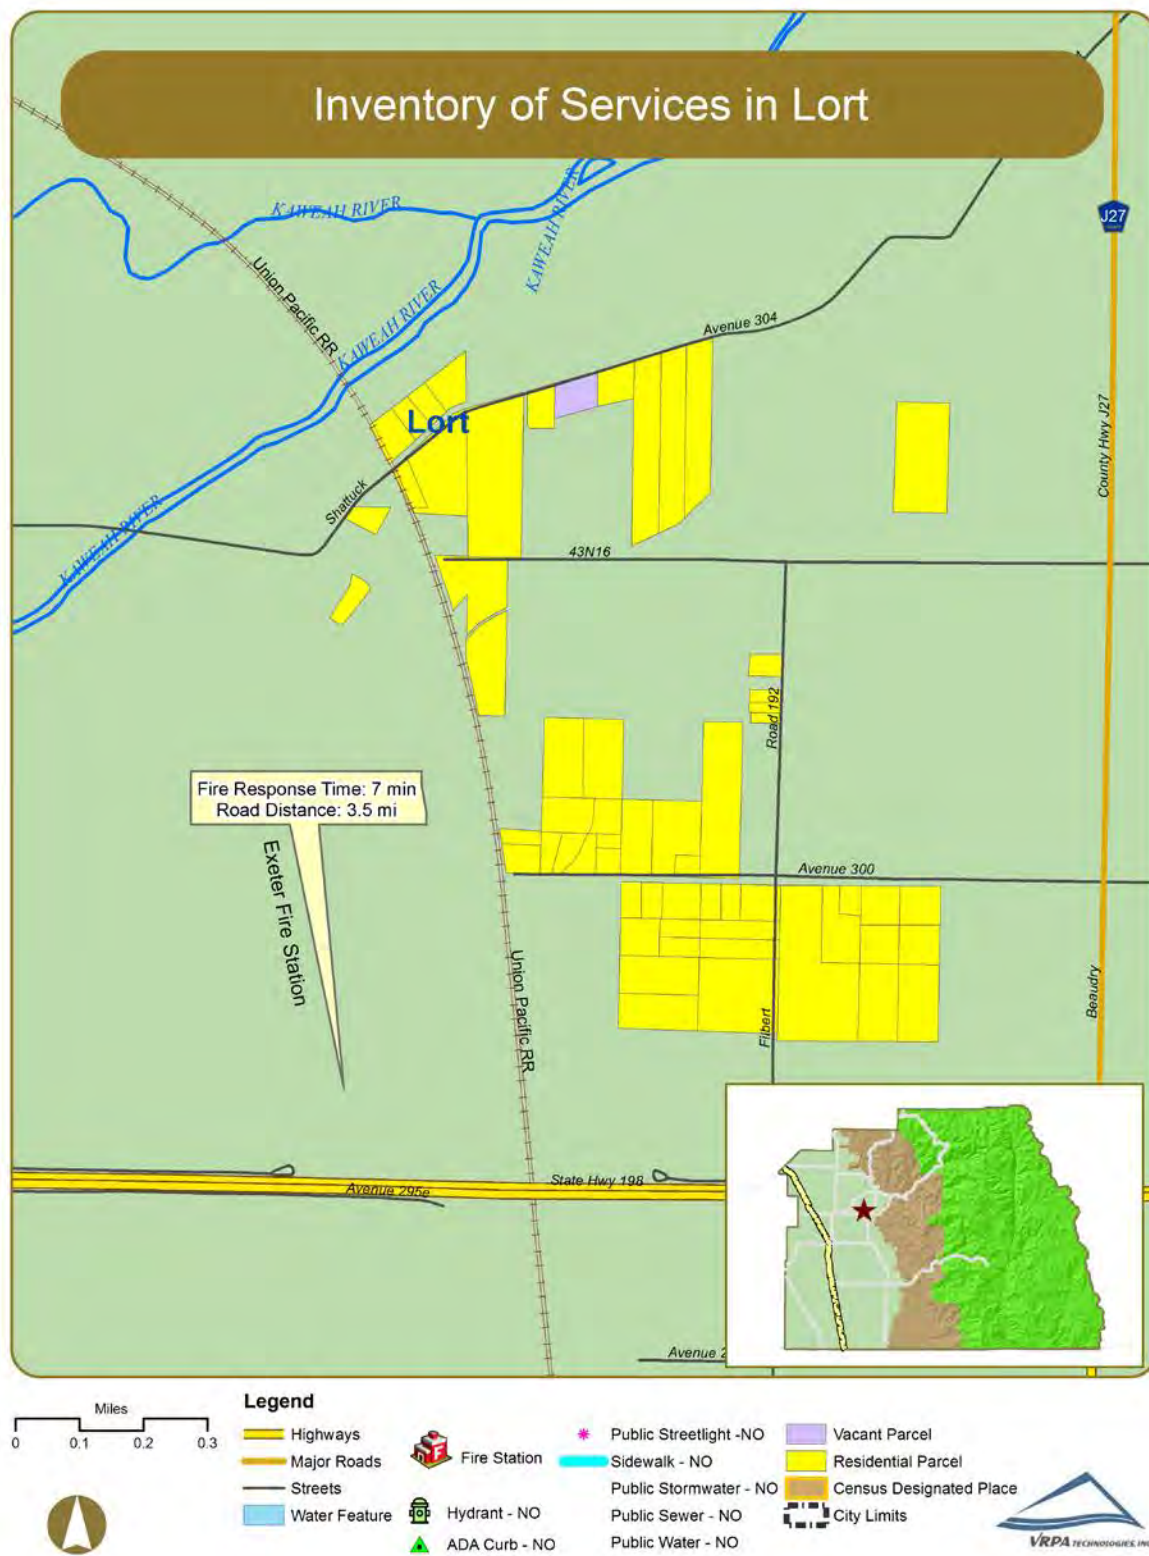 Inventory of Services in Lort
J27
KAWEAH RIVER
KAWEAH RIVER
Union Pacific RR
KAWEAH RIVER
Avenue 304
Lort
County Hwy J27
Shattuck
KAWEAH RIVER
43N16
Road 192
Fire Response Time: 7 min
Road Distance: 3.5 mi
Exeter Fire Station
Avenue 300
Union Pacific RR
Filbert
Beaudry
State Hwy 198
Avenue 295e
Avenue
Legend
Miles
0 0.1 0.2 0.3
Highways
Major Roads
Streets
Water Feature
F
Fire Station
Hydrant - NO
ADA Curb - NO
Public Streetlight -NO
Sidewalk - NO
Public Stormwater - NO
Public Sewer - NO
Public Water - NO
Vacant Parcel
Residential Parcel
Census Designated Place
City Limits
VRPA TECHNOLOGIES, INC